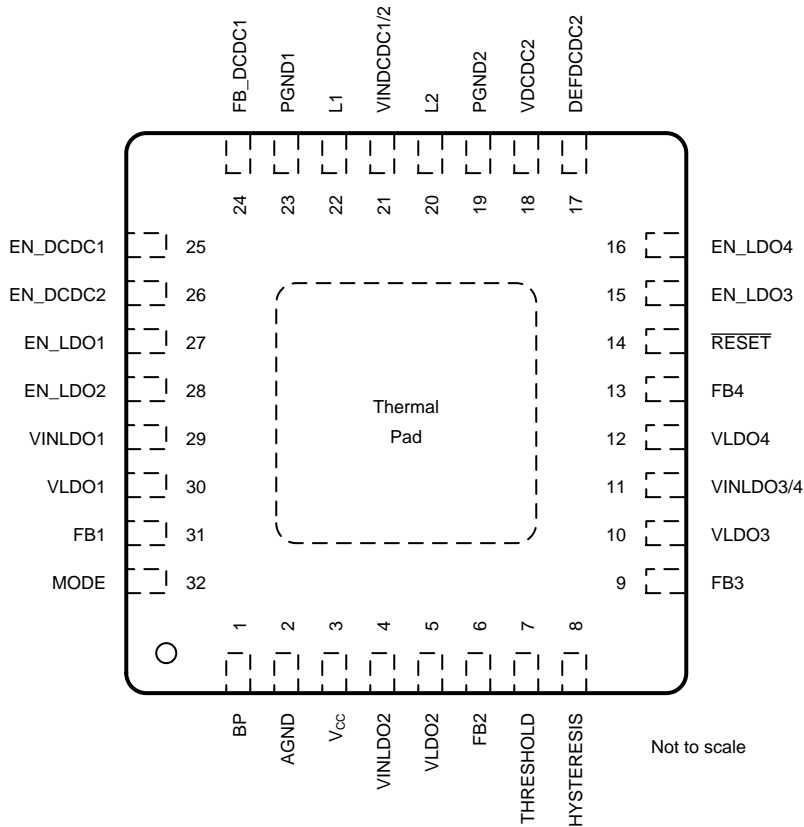 FB_DCDC1
PGND1
L1
VINDCDC1/2
L2
PGND2
VDCDC2
DEFDCDC2
24
23
22
21
20
19
18
17
EN_DCDC1 25
EN_DCDC2 26
EN_LDO1 27
EN_LDO2 28
VINLDO1 29
VLDO1 30
FB1 31
MODE 32
Thermal
Pad
16 EN_LDO4
15 EN_LDO3
14 RESET
13 FB4
12 VLDO4
11 VINLDO3/4
10 VLDO3
9 FB3
1
2
3
4
5
6
7
8
BP
AGND
Vcc
VINLDO2
VLDO2
FB2
THRESHOLD
HYSTERESIS
Not to scale